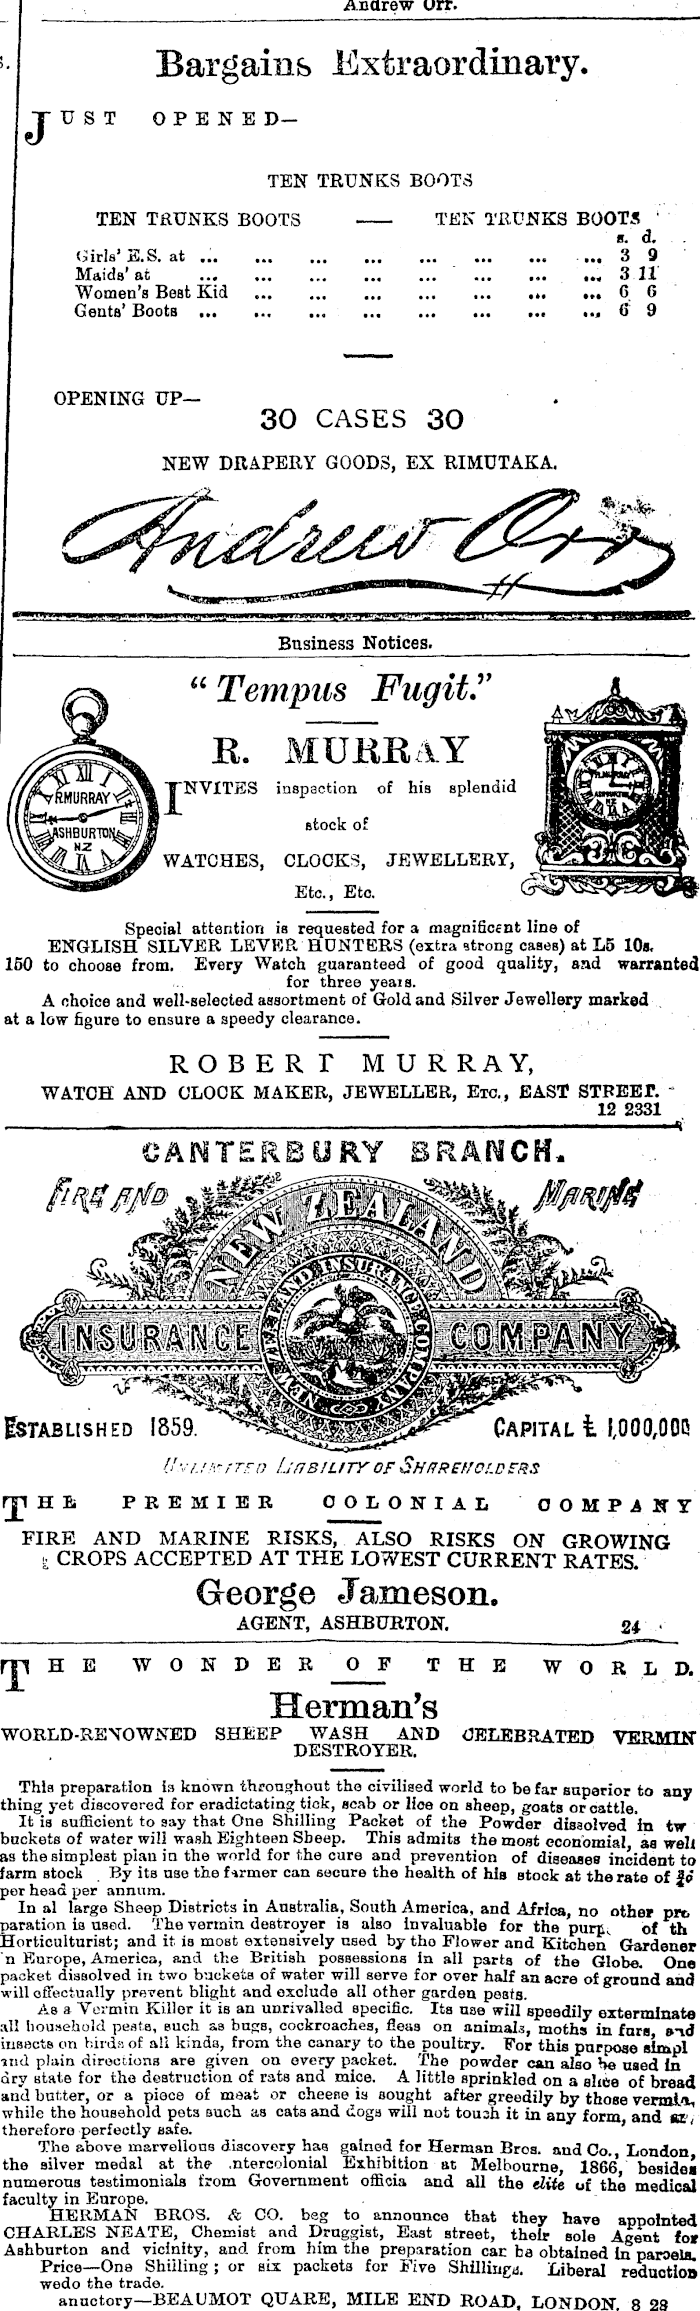 Andrew Orr.
Bargains Extraordinary.
JUST OPENED—
TEN TRUNKS BOOTS
TEN TRUNKS BOOTS — TEN TRUNKS BOOTS
s. d.
Girls' E.S. at ... ... ... ... ... ... ... ... 3 9
Maids' at ... ... ... ... ... ... ... ... 3 11
Women's Best Kid ... ... ... ... ... ... ... 6 6
Gents' Boots ... ... ... ... ... ... ... ... 6 9
OPENING UP—
30 CASES 30
NEW DRAPERY GOODS, EX RIMUTAKA.
Andrew Orr
Business Notices.
"Tempus Fugit."
R. MURRAY
INVITES inspection of his splendid
stock of
WATCHES, CLOCKS, JEWELLERY,
Etc., Etc.
R. MURRAY
ASHBURTON
NZ
R. MURRAY
ASHBURTON
NZ
Special attention is requested for a magnificent line of
ENGLISH SILVER LEVER HUNTERS (extra strong cases) at L5 10s.
150 to choose from. Every Watch guaranteed of good quality, and warranted
for three years.
A choice and well-selected assortment of Gold and Silver Jewellery marked
at a low figure to ensure a speedy clearance.
ROBERT MURRAY,
WATCH AND CLOCK MAKER, JEWELLER, ETC., EAST STREET.
12 2331
CANTERBURY BRANCH.
FIRE AND MARINE
NEW ZEALAND
INSURANCE COMPANY
NEW ZEALAND INSURANCE COMPANY
ESTABLISHED 1859. CAPITAL £1,000,000
UNLIMITED LIABILITY OF SHAREHOLDERS
THE PREMIER COLONIAL COMPANY
FIRE AND MARINE RISKS, ALSO RISKS ON GROWING
CROPS ACCEPTED AT THE LOWEST CURRENT RATES.
George Jameson.
AGENT, ASHBURTON. 24
THE WONDER OF THE WORLD.
Herman's
WORLD-RENOWNED SHEEP WASH AND CELEBRATED VERMIN
DESTROYER.
This preparation is known throughout the civilised world to be far superior to any
thing yet discovered for eradictating tick, scab or lice on sheep, goats or cattle.
It is sufficient to say that One Shilling Packet of the Powder dissolved in tw
buckets of water will wash Eighteen Sheep. This admits the most economial, as well
as the simplest plan in the world for the cure and prevention of diseases incident to
farm stock. By its use the farmer can secure the health of his stock at the rate of
per head per annum.
In al large Sheep Districts in Australia, South America, and Africa, no other pre
paration is used. The vermin destroyer is also invaluable for the purp of th
Horticulturist; and it is most extensively used by the Flower and Kitchen Gardener
'n Europe, America, and the British possessions in all parts of the Globe. One
packet dissolved in two buckets of water will serve for over half an acre of ground and
will effectually prevent blight and exclude all other garden pests.
As a Vermin Killer it is an unrivalled specific. Its use will speedily exterminate
all household pests, such as bugs, cockroaches, fleas on animals, moths in furs, and
insects on birds of all kinds, from the canary to the poultry. For this purpose simpl
and plain directions are given on every packet. The powder can also be used in
dry state for the destruction of rats and mice. A little sprinkled on a slice of bread
and butter, or a piece of meat or cheese is sought after greedily by those vermin,
while the household pets such as cats and dogs will not touch it in any form, and
therefore perfectly safe.
The above marvellous discovery has gained for Herman Bros. and Co., London,
the silver medal at the ntercolonial Exhibition at Melbourne, 1866, besides
numerous testimonials from Government officia and all the elite of the medical
faculty in Europe.
HERMAN BROS. & CO. beg to announce that they have appointed
CHARLES NEATE, Chemist and Druggist, East street, their sole Agent for
Ashburton and vicinity, and from him the preparation can be obtained in parcels.
Price—One Shilling; or six packets for Five Shillings. Liberal reduction
wedo the trade.
anuctory—BEAUMOT QUARE, MILE END ROAD, LONDON. 8 28